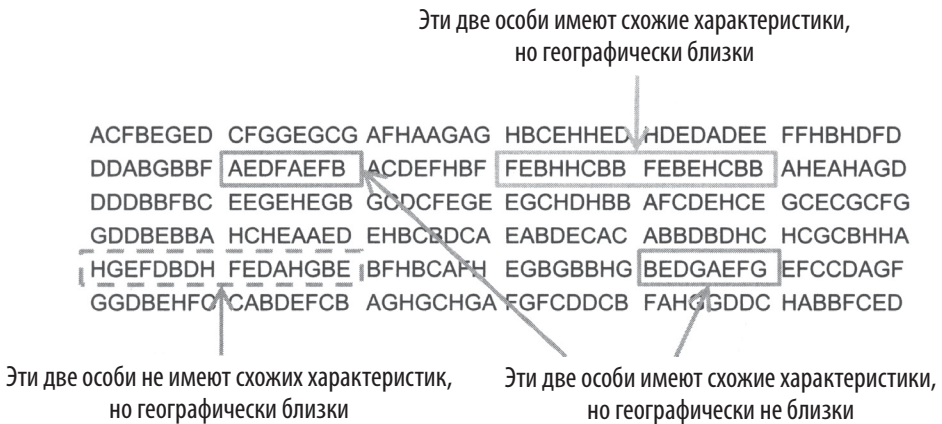 Эти две особи имеют схожие характеристики,
но географически близки
ACFBEGED CFGGEGCG AFHAAGAG HBCEHHED HDEDADEE FFHBHDFD
DDABGBBF AEDFAEFB ACDEFHBF FEBHHCBB FEBEHCBB AHEAHAGD
DDDBBFBC EEGEHEGB GCDCFEGE EGCHDHBB AFCDEHCE GCECGCFG
GDDBEBBA HCHEAAED EHBCBDCA EABDECAC ABBDBDHC HCGCBHHA
HGEFDBDH FEDAHGBE BFHBCAFH EGBGBBHG BEDGAEFG EFCCDAGF
CABDEFCB AGHGCHGA FGFCDDCB FAHGGDDC HABBFCED
Эти две особи не имеют схожих характеристик,
но географически близки
Эти две особи имеют схожие характеристики,
но географически не близки